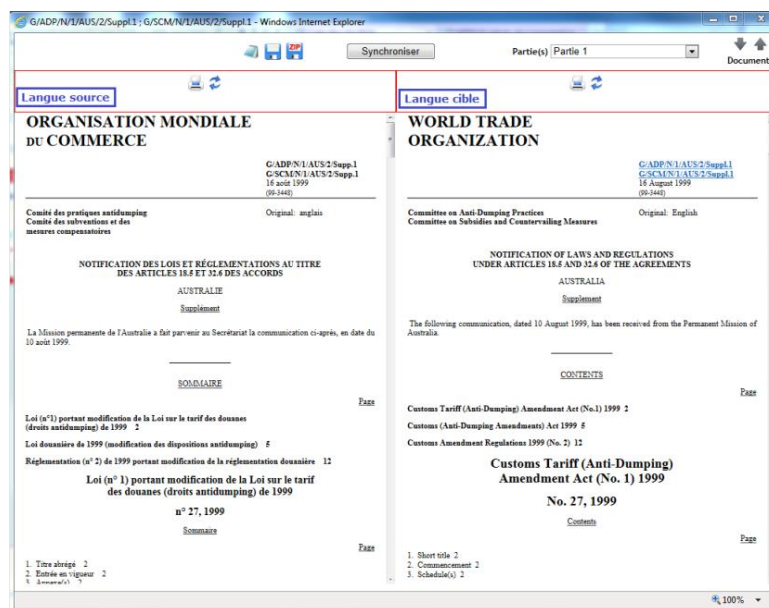 G/ADP/N/1/AUS/2/Suppl.1 ; G/SCM/N/1/AUS/2/Suppl.1 - Windows Internet Explorer
ZIP
Synchroniser
Partie(s) Partie 1
Document
Langue source
ORGANISATION MONDIALE
DU COMMERCE
G/ADP/N/1/AUS/2/Supp.1
G/SCM/N/1/AUS/2/Supp.1
16 août 1999
(99-3448)
Comité des pratiques antidumping
Comité des subventions et des
mesures compensatoires
Original: anglais
NOTIFICATION DES LOIS ET RÉGLEMENTATIONS AU TITRE
DES ARTICLES 18.5 ET 32.6 DES ACCORDS
AUSTRALIE
Supplément
La Mission permanente de l'Australie a fait parvenir au Secrétariat la communication ci-après, en date du
10 août 1999.
SOMMAIRE
Page
Loi (n°1) portant modification de la Loi sur le tarif des douanes
(droits antidumping) de 1999 2
Loi douanière de 1999 (modification des dispositions antidumping) 5
Réglementation (n° 2) de 1999 portant modification de la réglementation douanière 12
Loi (n° 1) portant modification de la Loi sur le tarif
des douanes (droits antidumping) de 1999
n° 27, 1999
Sommaire
Page
1. Titre abrégé 2
2. Entrée en vigueur 2
3. Annexe(s) 2
Langue cible
WORLD TRADE
ORGANIZATION
G/ADP/N/1/AUS/2/Suppl.1
G/SCM/N/1/AUS/2/Suppl.1
16 August 1999
(99-3448)
Committee on Anti-Dumping Practices
Committee on Subsidies and Countervailing Measures
Original: English
NOTIFICATION OF LAWS AND REGULATIONS
UNDER ARTICLES 18.5 AND 32.6 OF THE AGREEMENTS
AUSTRALIA
Supplement
The following communication, dated 10 August 1999, has been received from the Permanent Mission of
Australia.
CONTENTS
Page
Customs Tariff (Anti-Dumping) Amendment Act (No.1) 1999 2
Customs (Anti-Dumping Amendments) Act 1999 5
Customs Amendment Regulations 1999 (No. 2) 12
Customs Tariff (Anti-Dumping)
Amendment Act (No. 1) 1999
No. 27, 1999
Contents
Page
1. Short title 2
2. Commencement 2
3. Schedule(s) 2
100%